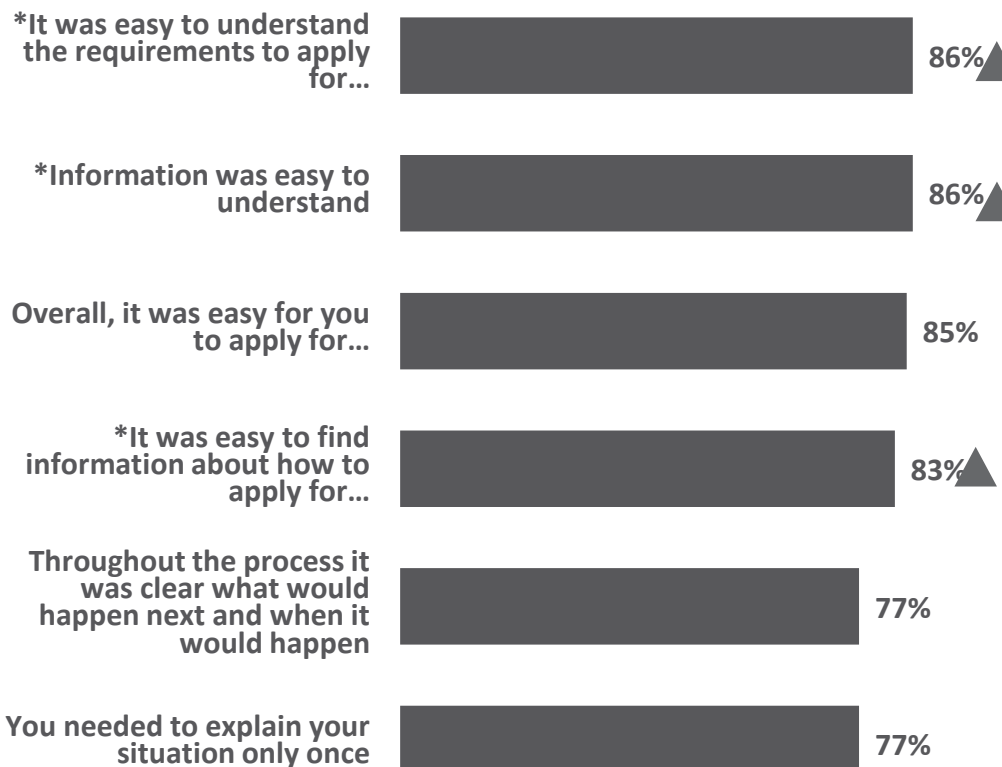 *It was easy to understand
the requirements to apply
for…
86%
*Information was easy to
understand
86%
Overall, it was easy for you
to apply for…
85%
*It was easy to find
information about how to
apply for…
83%
Throughout the process it
was clear what would
happen next and when it
would happen
77%
You needed to explain your
situation only once
77%